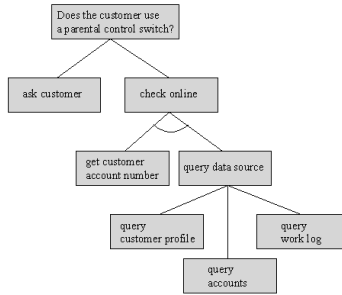 Does the customer use
a parental control switch?
ask customer
check online
get customer
account number
query data source
query
customer profile
query
work log
query
accounts